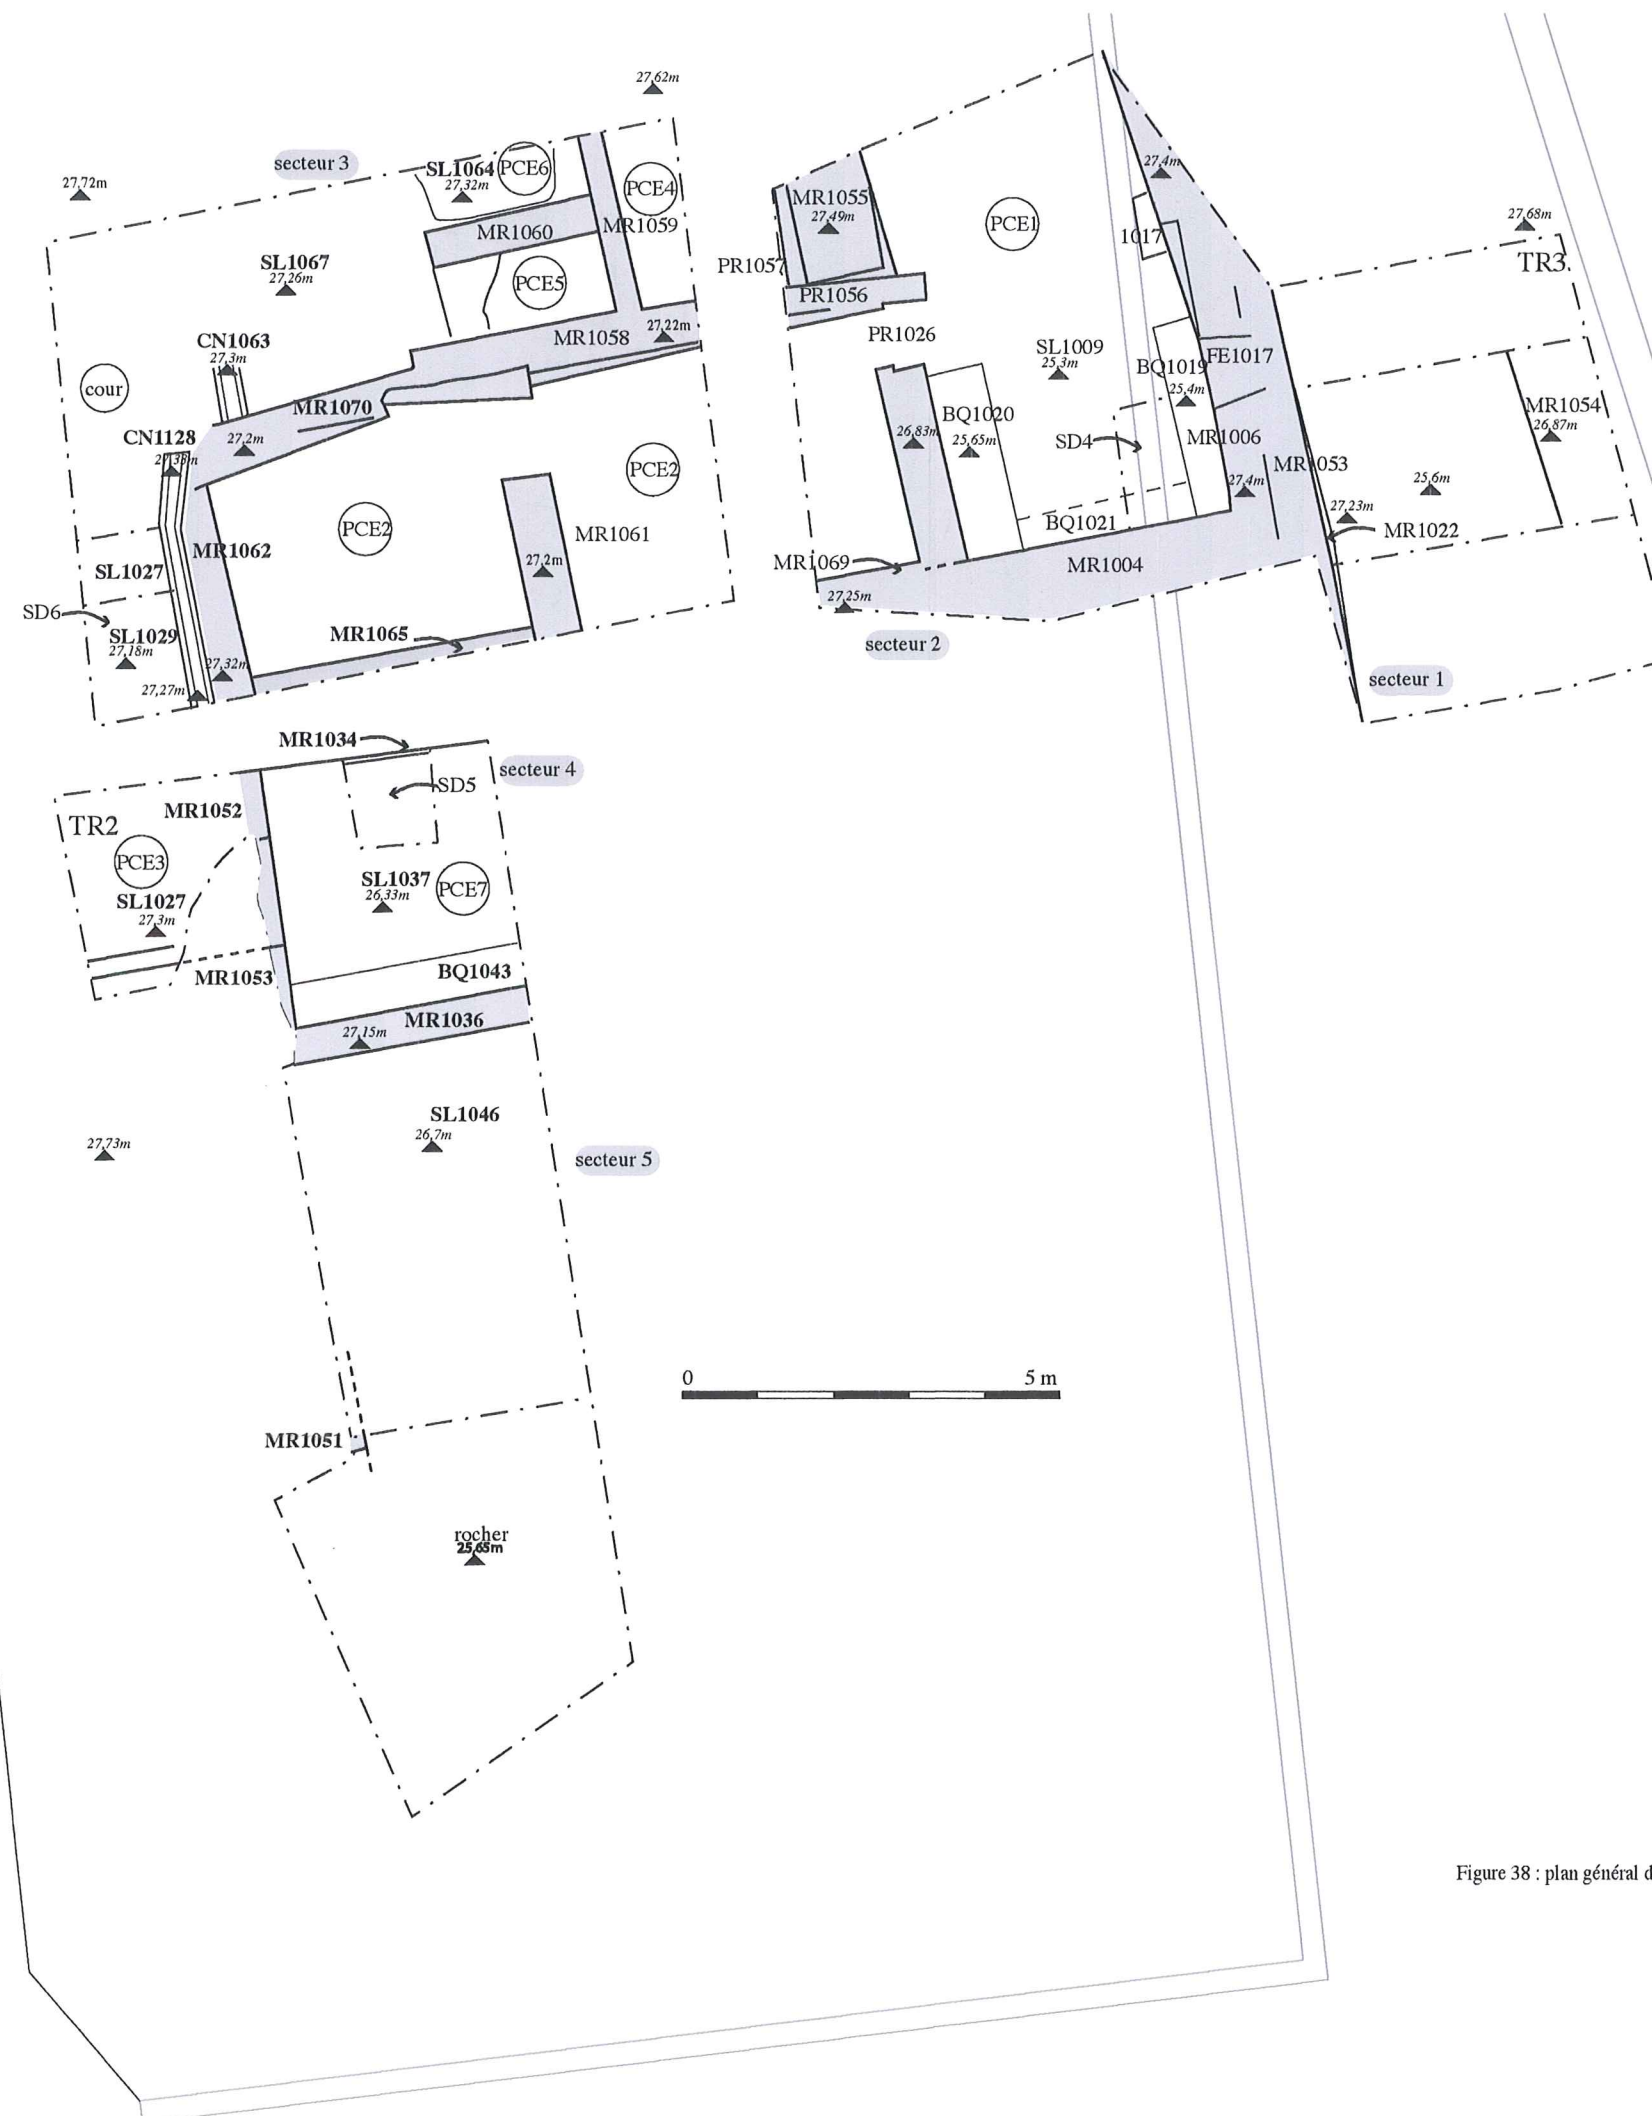 27,62m
secteur 3
SL1064
27,32m
PCE6
PCE4
27,72m
MR1060
MR1059
SL1067
27,26m
PCE5
MR1058
27,22m
CN1063
27,3m
cour
MR1070
CN1128
27,2m
PCE2
PCE2
MR1062
MR1061
27,2m
SL1027
SD6
SL1029
27,18m
MR1065
27,32m
27,27m
27,4m
MR1055
27,49m
PCE1
1017
27,68m
TR3
PR1057
PR1056
PR1026
SL1009
25,3m
BQ1019
25,4m
FE1017
BQ1020
25,65m
26,83m
SD4
MR1006
MR1054
26,87m
MR1053
27,4m
25,6m
27,23m
BQ1021
MR1022
MR1069
MR1004
27,25m
secteur 2
secteur 1
MR1034
secteur 4
SD5
MR1052
TR2
PCE3
SL1037
26,33m
PCE7
SL1027
27,3m
MR1053
BQ1043
MR1036
27,15m
SL1046
26,7m
27,73m
secteur 5
0
5 m
MR1051
rocher
25,65m
Figure 38 : plan général d